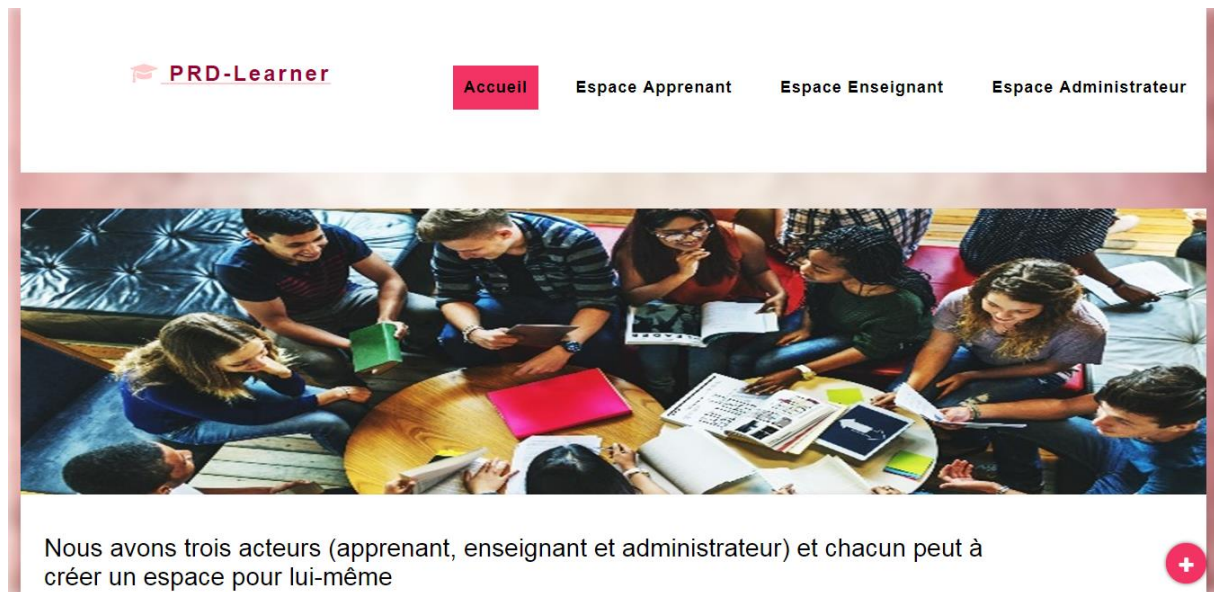 PRD-Learner
Accueil Espace Apprenant Espace Enseignant Espace Administrateur
Nous avons trois acteurs (apprenant, enseignant et administrateur) et chacun peut à
créer un espace pour lui-même
+